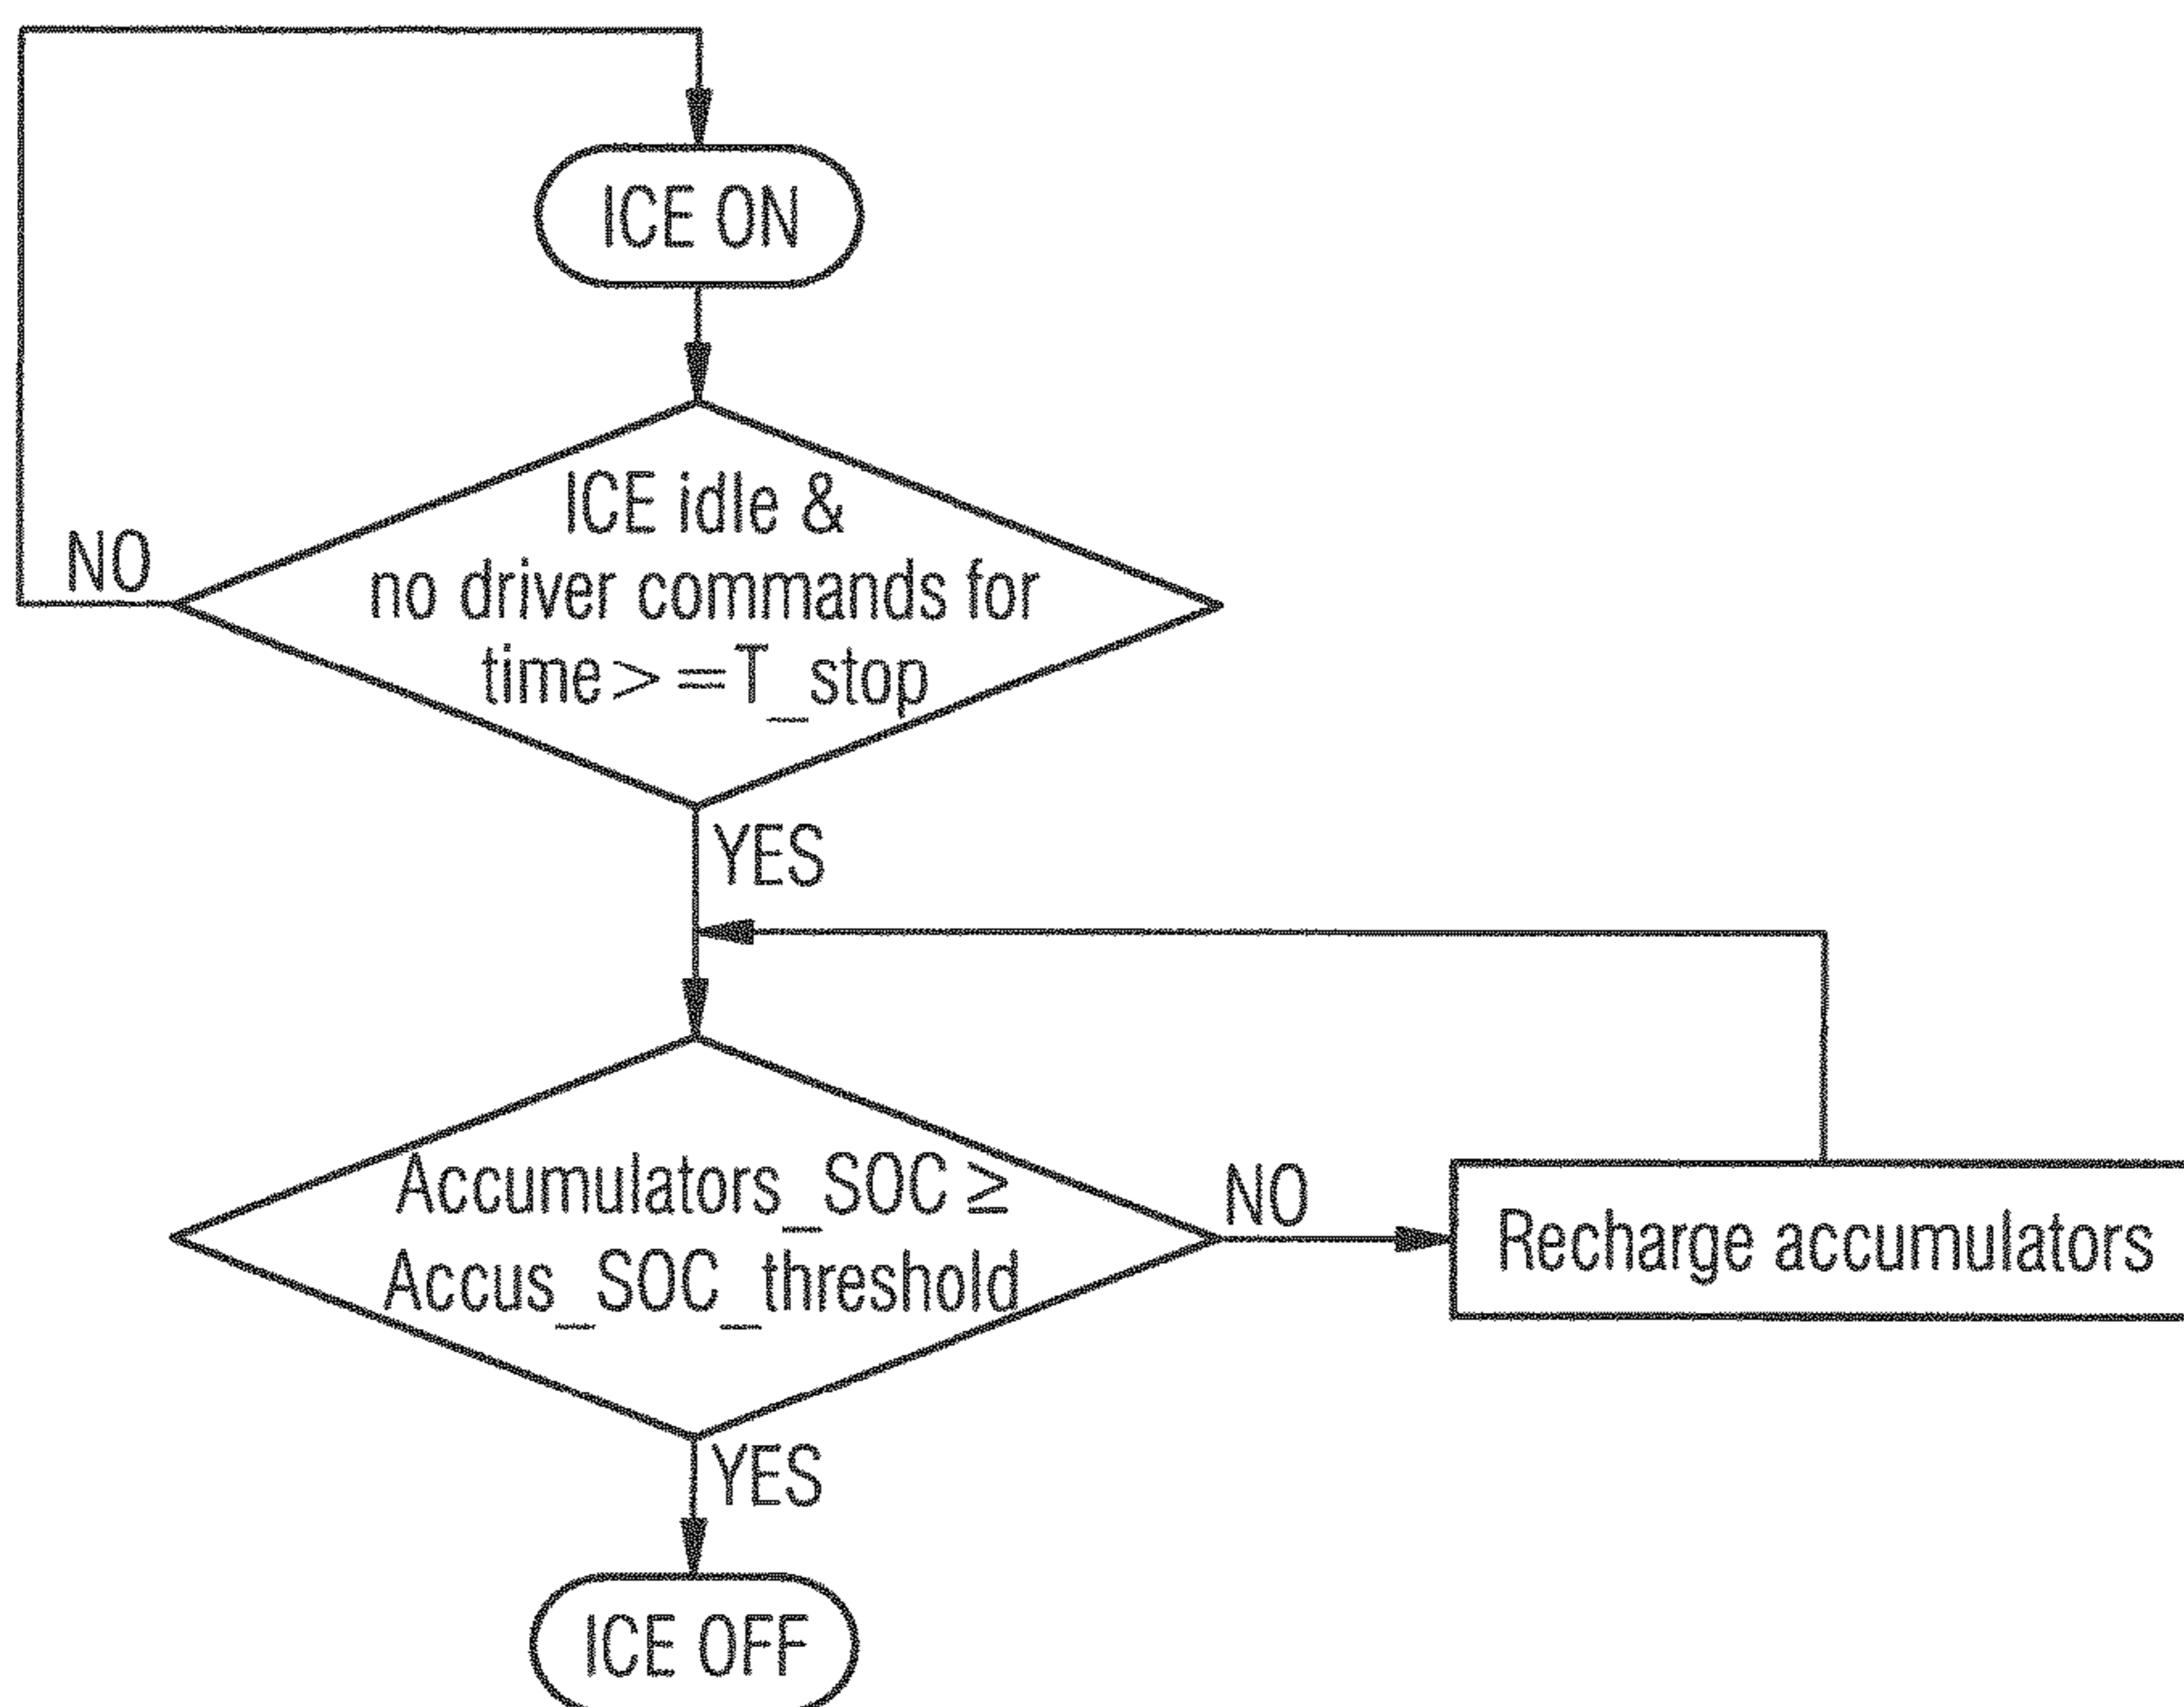 ICE ON
ICE idle &
no driver commands for
time>=T_stop
NO
YES
Accumulators_SOC ≥
Accus_SOC_threshold
NO
Recharge accumulators
YES
ICE OFF